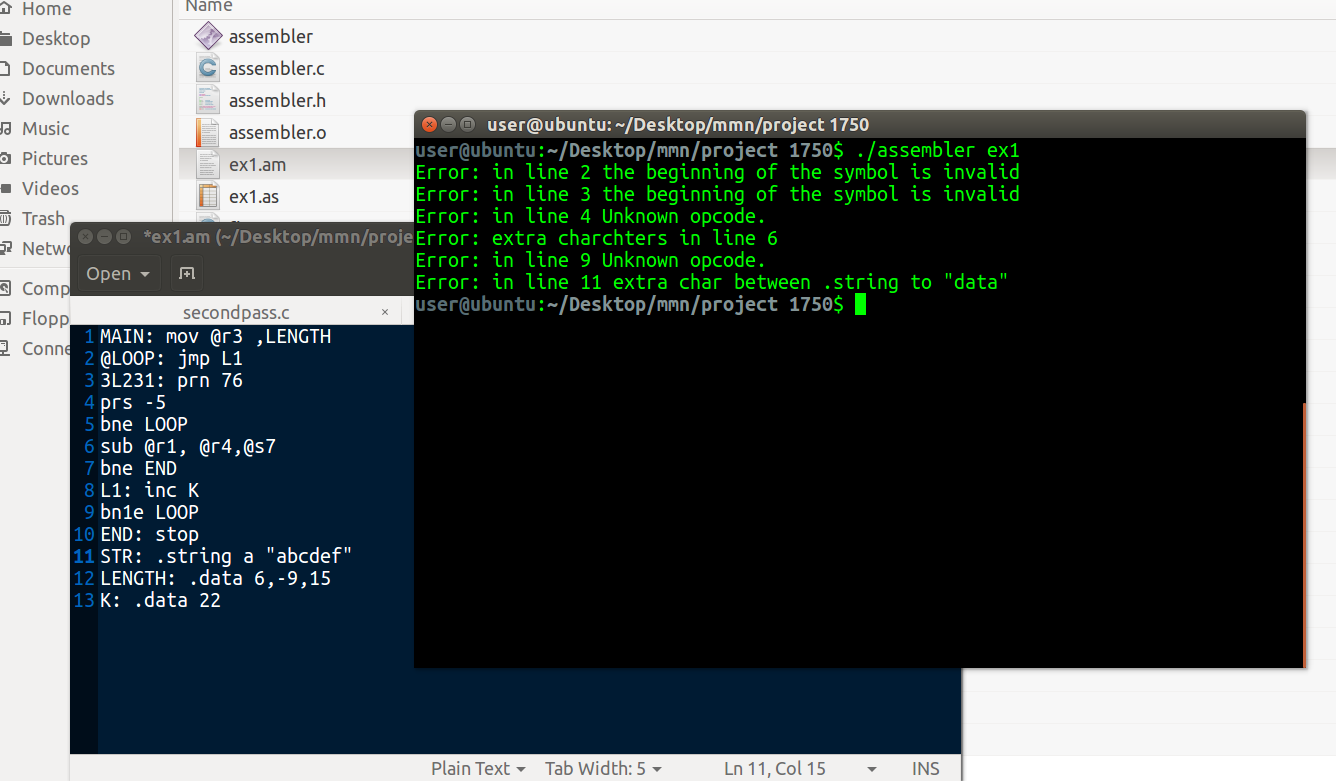 Home
Desktop
Documents
Downloads
Music
Pictures
Videos
Trash
Netwo
Comp
Flopp
Conne
Name
assembler
assembler.c
assembler.h
assembler.o
ex1.am
ex1.as
*ex1.am (~/Desktop/mmn/proje
Open
secondpass.c ×
1 MAIN: mov @r3 ,LENGTH
2 @LOOP: jmp L1
3 3L231: prn 76
4 prs -5
5 bne LOOP
6 sub @r1, @r4,@s7
7 bne END
8 L1: inc K
9 bn1e LOOP
10 END: stop
11 STR: .string a "abcdef"
12 LENGTH: .data 6,-9,15
13 K: .data 22
Plain Text Tab Width: 5 Ln 11, Col 15 INS
user@ubuntu: ~/Desktop/mmn/project 1750
user@ubuntu:~/Desktop/mmn/project 1750$ ./assembler ex1
Error: in line 2 the beginning of the symbol is invalid
Error: in line 3 the beginning of the symbol is invalid
Error: in line 4 Unknown opcode.
Error: extra charchters in line 6
Error: in line 9 Unknown opcode.
Error: in line 11 extra char between .string to "data"
user@ubuntu:~/Desktop/mmn/project 1750$